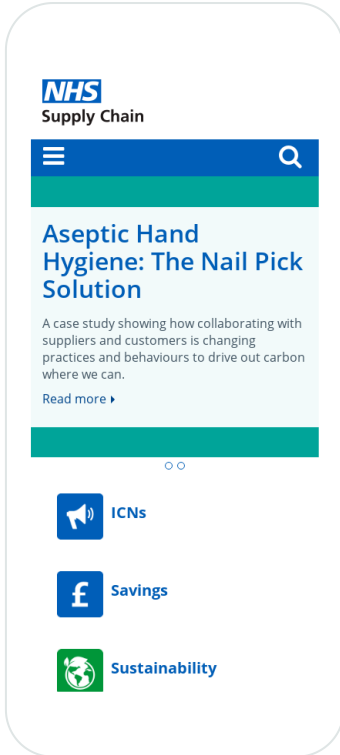 NHS
Supply Chain
Aseptic Hand
Hygiene: The Nail Pick
Solution
A case study showing how collaborating with
suppliers and customers is changing
practices and behaviours to drive out carbon
where we can.
Read more
ICNs
£
Savings
Sustainability